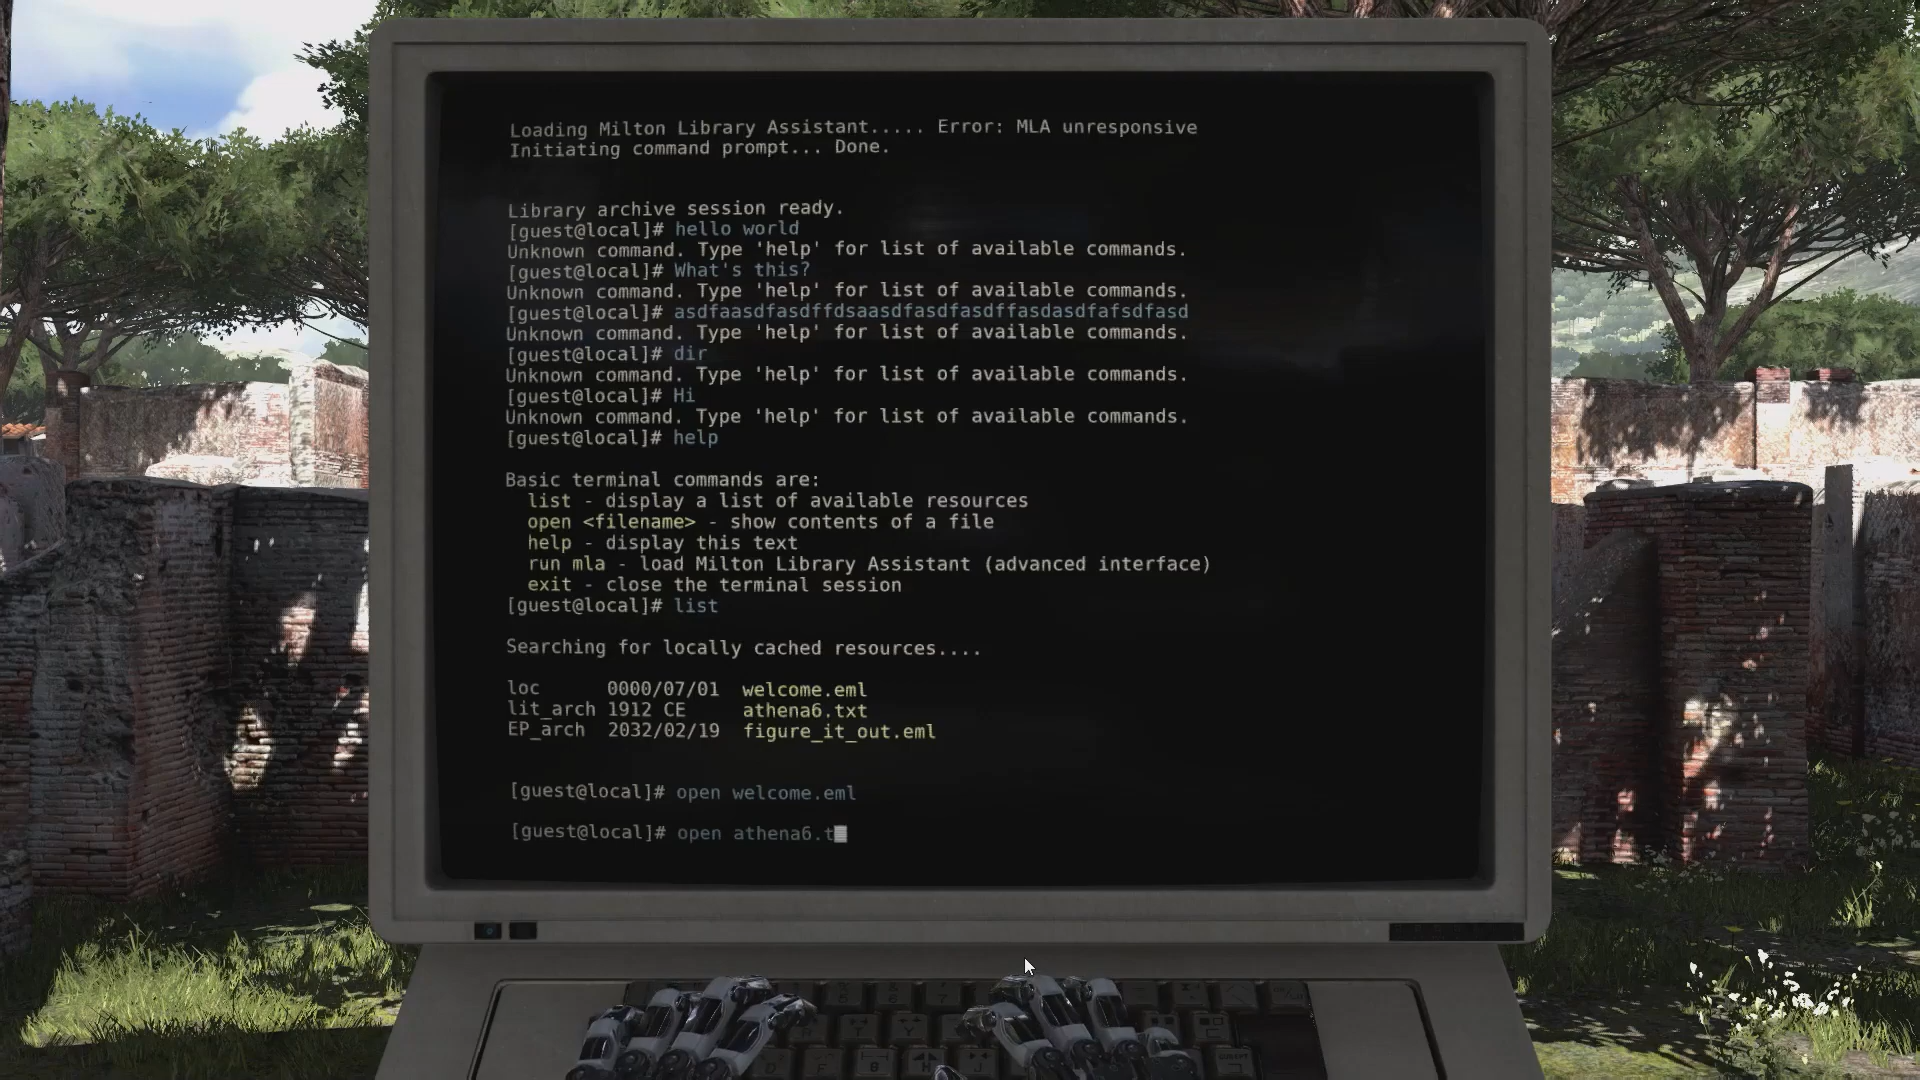 Loading Milton Library Assistant..... Error: MLA unresponsive
Initiating command prompt... Done.
Library archive session ready.
[guest@local]# hello world
Unknown command. Type 'help' for list of available commands.
[guest@local]# What's this?
Unknown command. Type 'help' for list of available commands.
[guest@local]# asdfaasdfasdffdsaasdfasdfasdffasdasdfafsdfasd
Unknown command. Type 'help' for list of available commands.
[guest@local]# dir
Unknown command. Type 'help' for list of available commands.
[guest@local]# Hi
Unknown command. Type 'help' for list of available commands.
[guest@local]# help
Basic terminal commands are:
list - display a list of available resources
open <filename> - show contents of a file
help - display this text
run mla - load Milton Library Assistant (advanced interface)
exit - close the terminal session
[guest@local]# list
Searching for locally cached resources....
loc 0000/07/01 welcome.eml
lit_arch 1912 CE athena6.txt
EP_arch 2032/02/19 figure_it_out.eml
[guest@local]# open welcome.eml
[guest@local]# open athena6.t